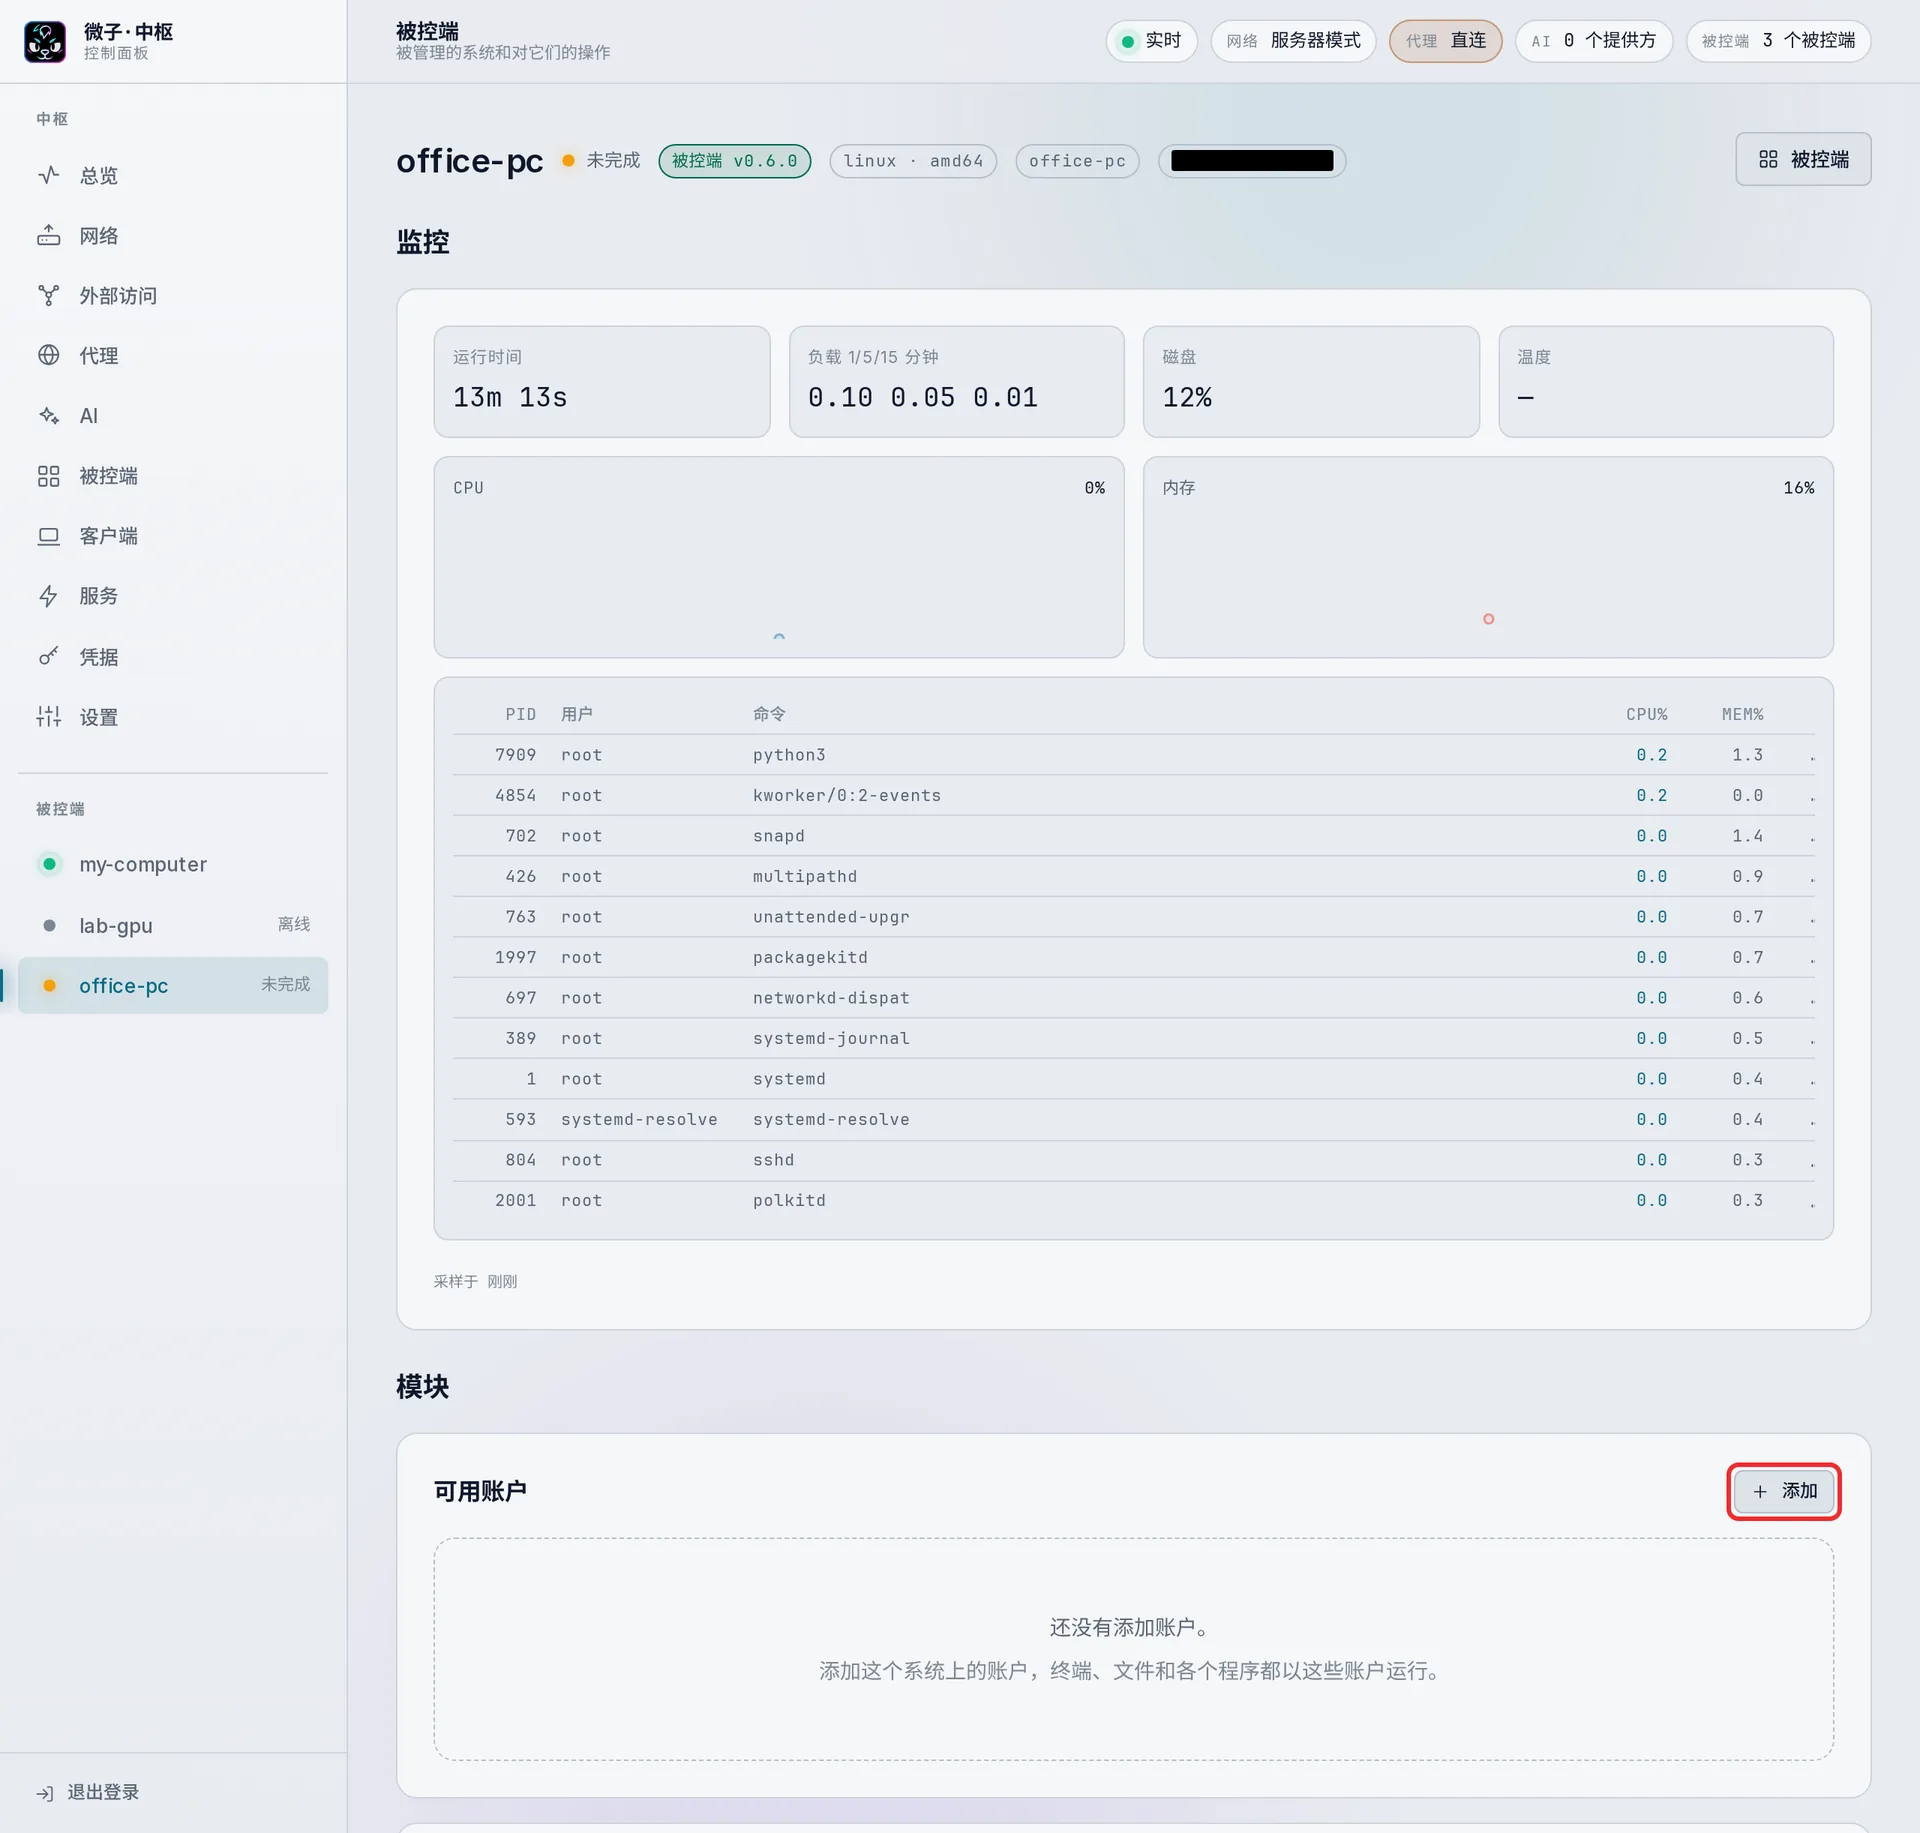 微子·中枢
控制面板
被控端
被管理的系统和对它们的操作
实时
网络 服务器模式
代理 直连
AI 0 个提供方
被控端 3 个被控端
中枢
总览
网络
外部访问
代理
AI
被控端
客户端
服务
凭据
设置
被控端
my-computer
lab-gpu 离线
office-pc 未完成
退出登录
office-pc 未完成 被控端 v0.6.0 linux · amd64 office-pc
被控端
监控
运行时间
13m 13s
负载 1/5/15 分钟
0.10 0.05 0.01
磁盘
12%
温度
—
CPU 0%
内存 16%
PID 用户 命令 CPU% MEM%
7909 root python3 0.2 1.3
4854 root kworker/0:2-events 0.2 0.0
702 root snapd 0.0 1.4
426 root multipathd 0.0 0.9
763 root unattended-upgr 0.0 0.7
1997 root packagekitd 0.0 0.7
697 root networkd-dispat 0.0 0.6
389 root systemd-journal 0.0 0.5
1 root systemd 0.0 0.4
593 systemd-resolve systemd-resolve 0.0 0.4
804 root sshd 0.0 0.3
2001 root polkitd 0.0 0.3
采样于 刚刚
模块
可用账户
+ 添加
还没有添加账户。
添加这个系统上的账户，终端、文件和各个程序都以这些账户运行。